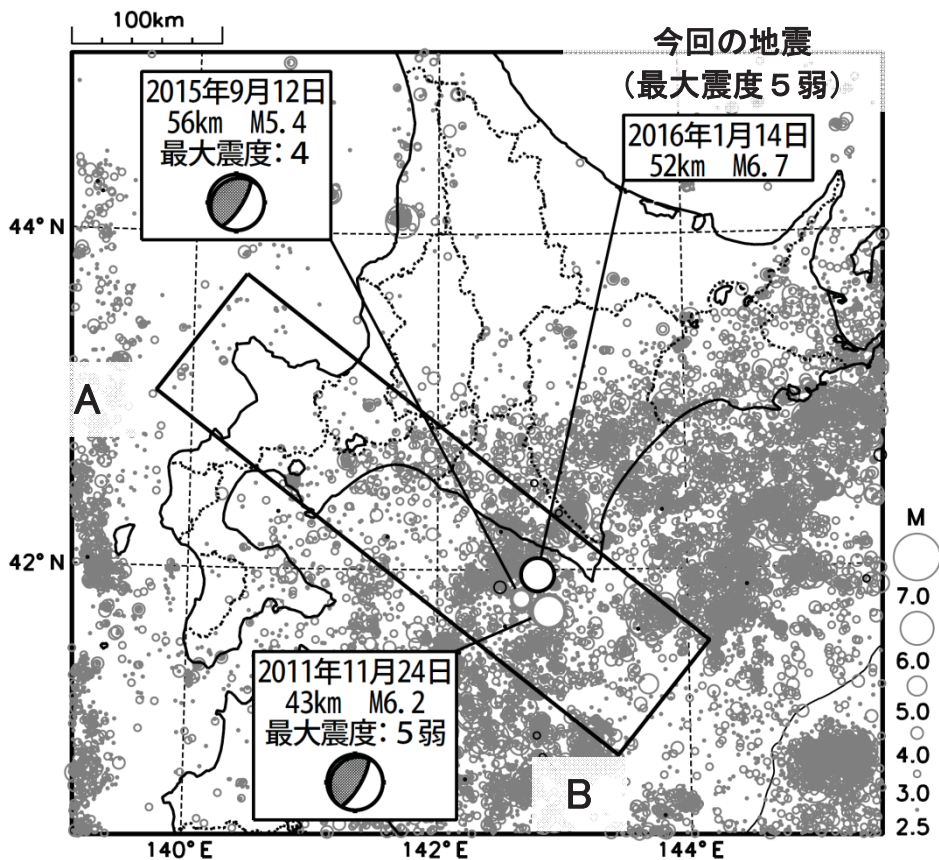 100km
今回の地震
（最大震度５弱）
2015年9月12日
56km M5.4
最大震度：4
2016年1月14日
52km M6.7
44°N
A
42°N
2011年11月24日
43km M6.2
最大震度：5弱
B
M
7.0
6.0
5.0
4.0
3.0
2.5
140°E
142°E
144°E